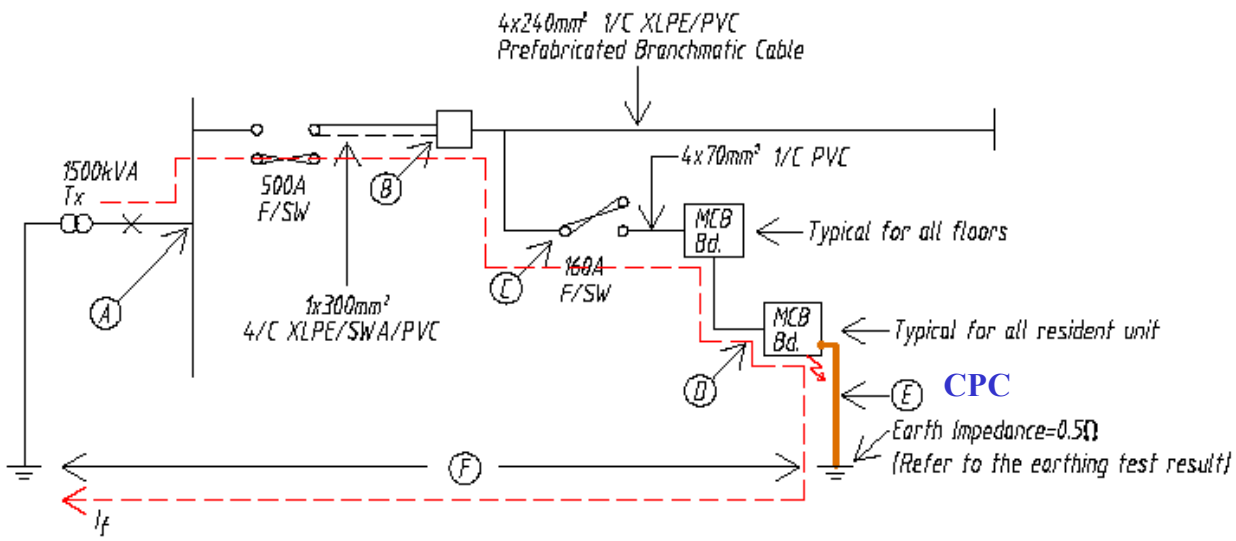 4x240mm² 1/C XLPE/PVC
Prefabricated Branchmatic Cable
1500kVA
Tx
500A
F/SW
B
4x70mm² 1/C PVC
MCB
Bd.
Typical for all floors
A
1x300mm²
4/C XLPE/SWA/PVC
C
160A
F/SW
MCB
Bd.
Typical for all resident unit
D
E
CPC
Earth Impedance=0.5Ω
(Refer to the earthing test result)
F
If